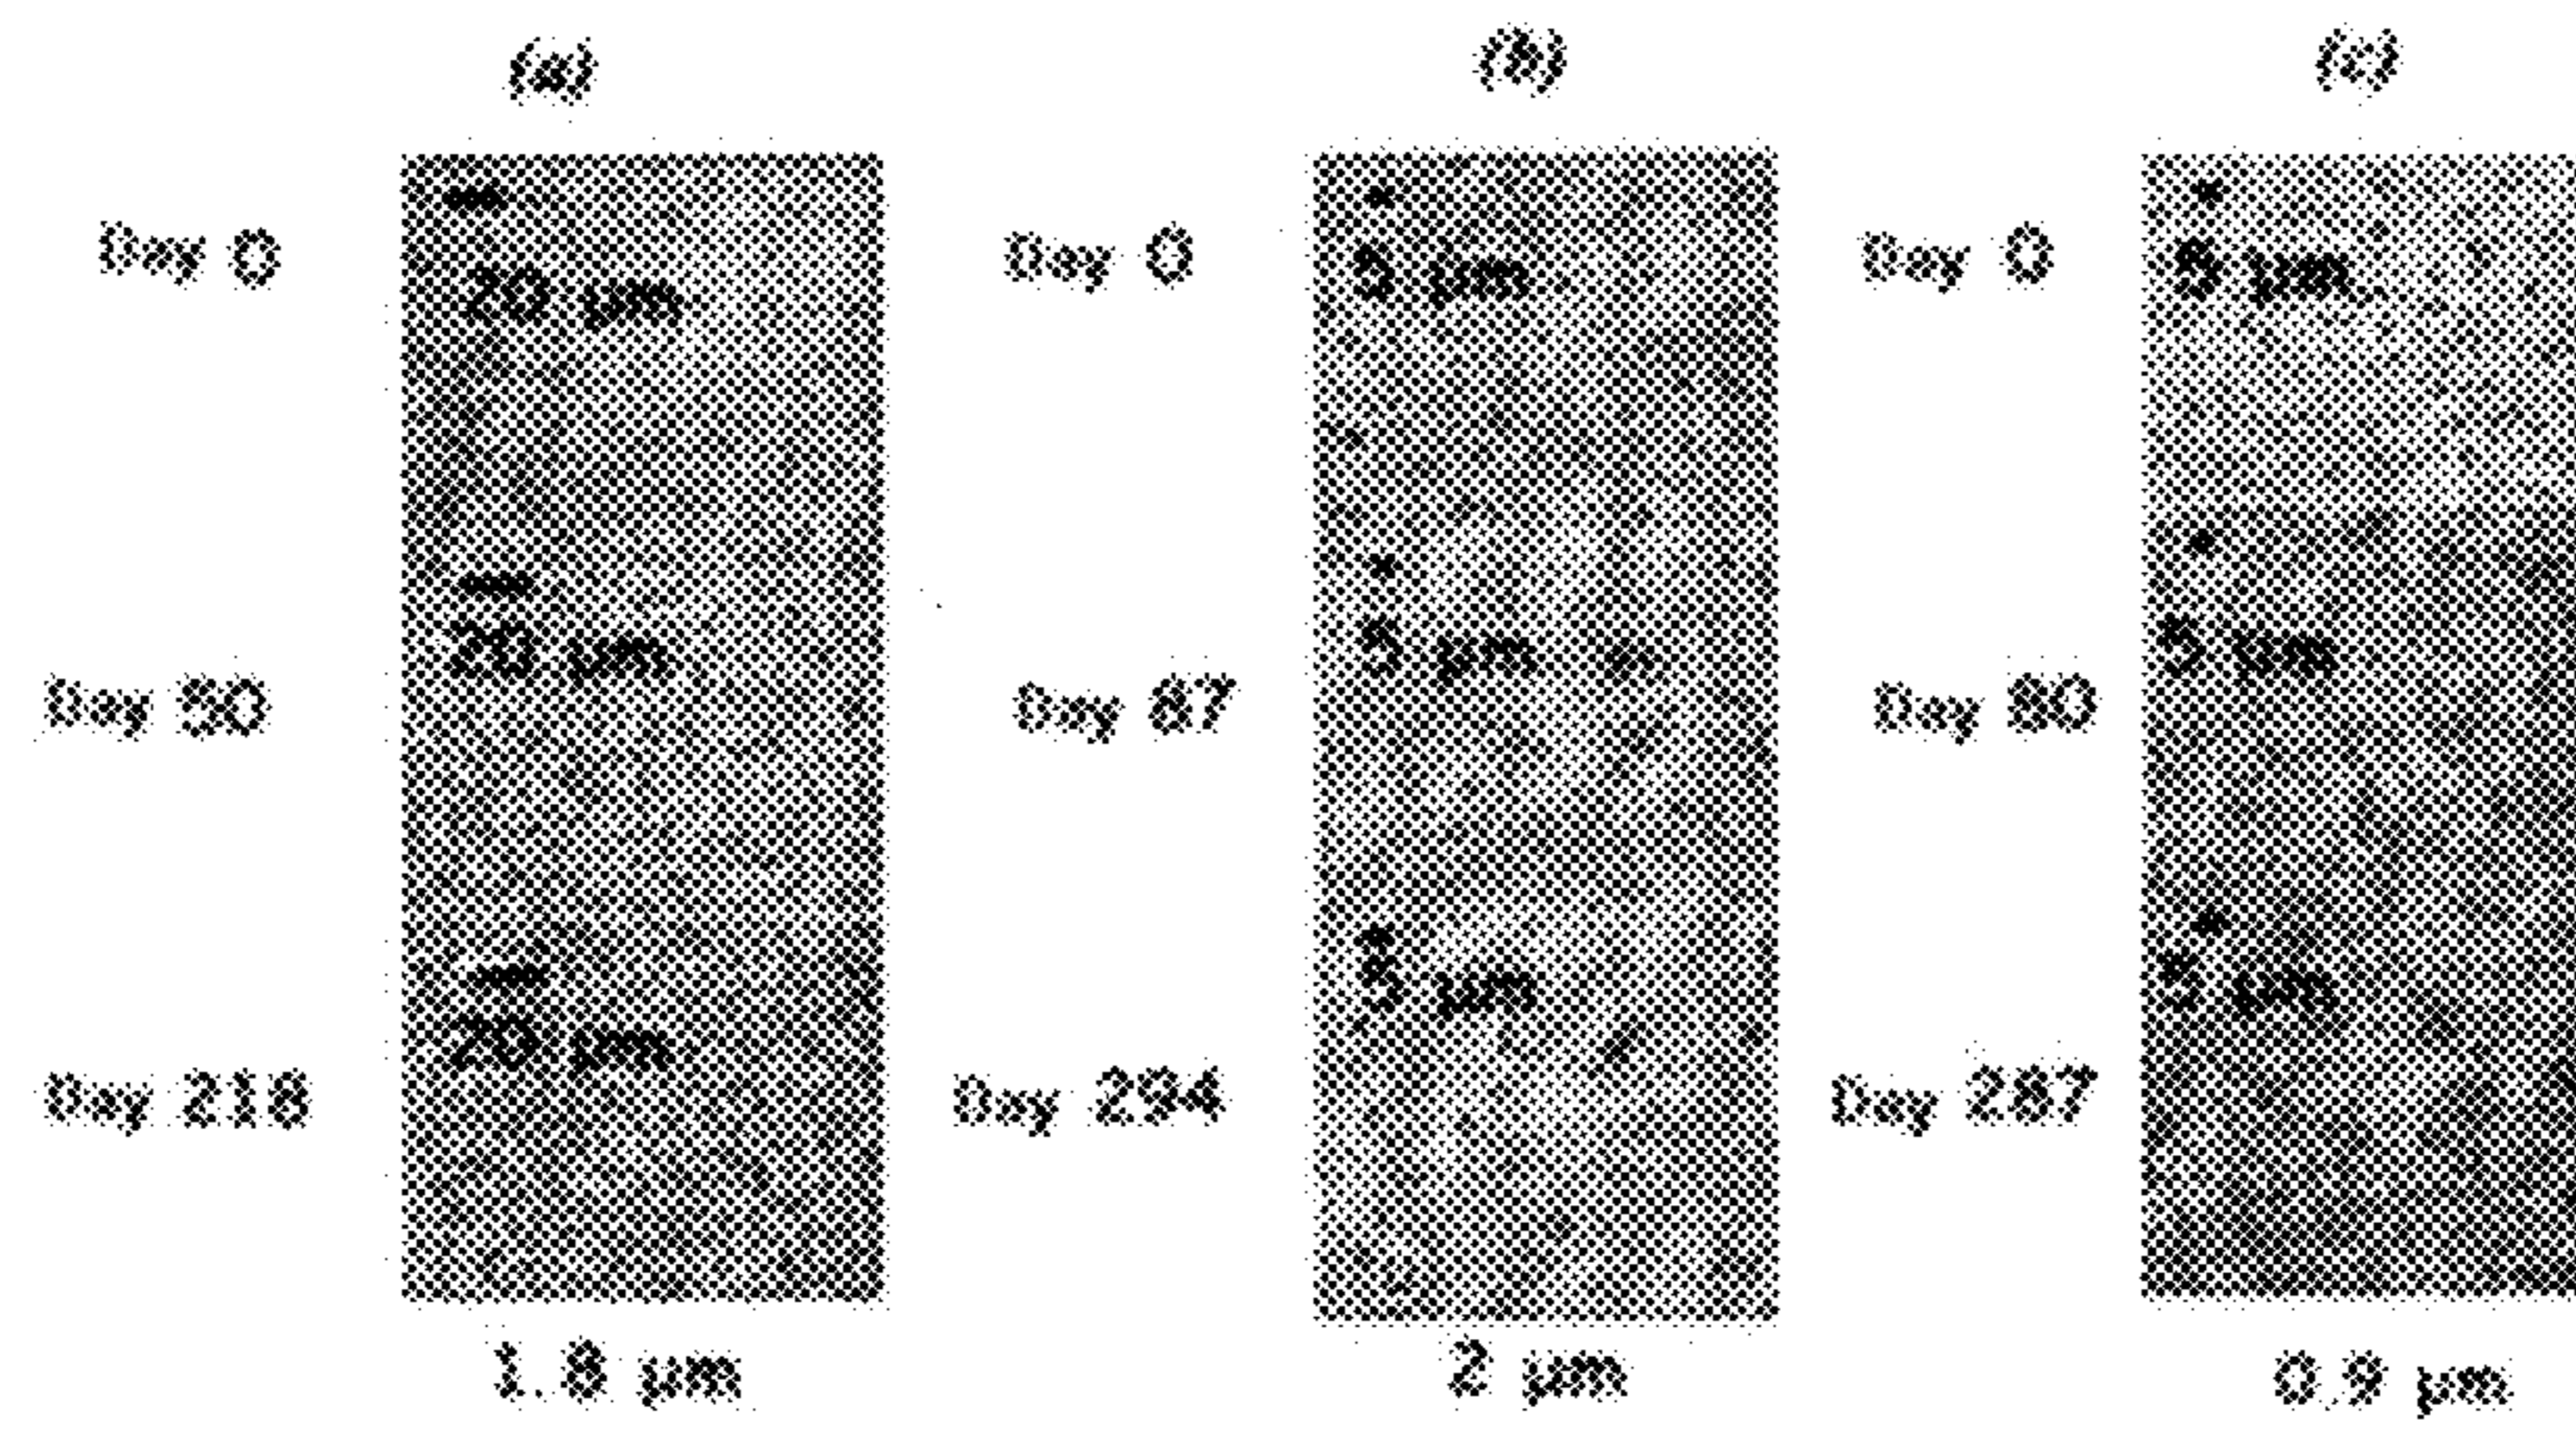 (a) (b) (c)
Day 0 20 µm Day 0 5 µm Day 0 5 µm
Day 50 20 µm Day 87 5 µm Day 80 5 µm
Day 218 20 µm Day 294 5 µm Day 287 5 µm
1.8 µm 2 µm 0.9 µm